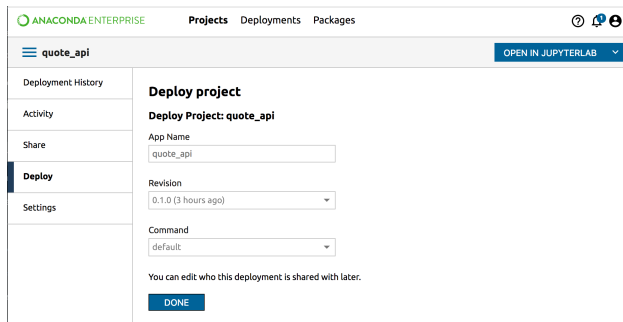 ANACONDA ENTERPRISE
Projects Deployments Packages
1
quote_api
OPEN IN JUPYTERLAB
Deployment History
Activity
Share
Deploy
Settings
Deploy project
Deploy Project: quote_api
App Name
quote_api
Revision
0.1.0 (3 hours ago)
Command
default
You can edit who this deployment is shared with later.
DONE